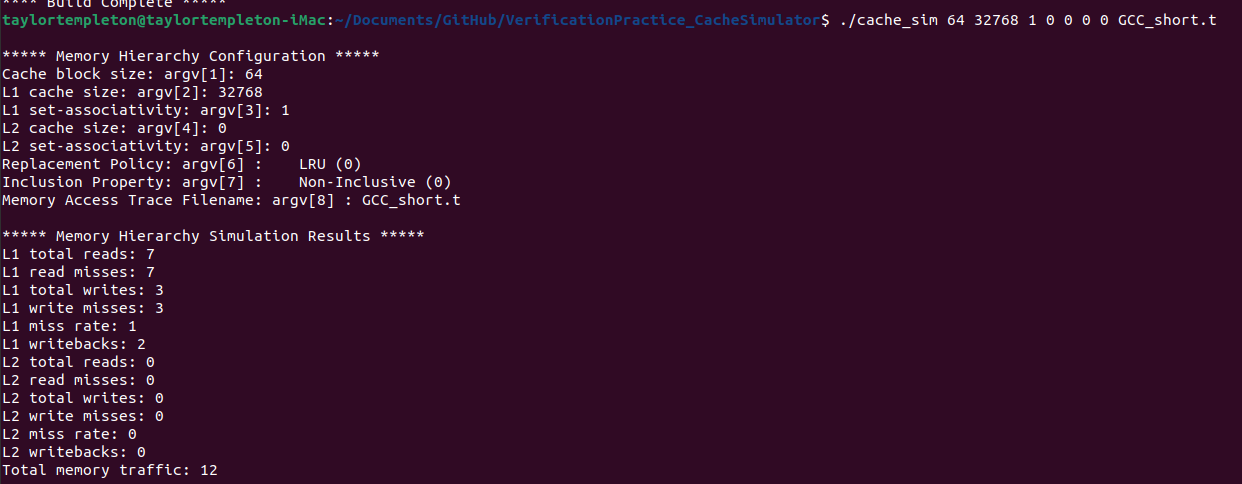 **** Build Complete *****
taylortempleton@taylortempleton-iMac:~/Documents/GitHub/VerificationPractice_CacheSimulator$ ./cache_sim 64 32768 1 0 0 0 0 GCC_short.t
***** Memory Hierarchy Configuration *****
Cache block size: argv[1]: 64
L1 cache size: argv[2]: 32768
L1 set-associativity: argv[3]: 1
L2 cache size: argv[4]: 0
L2 set-associativity: argv[5]: 0
Replacement Policy: argv[6] :    LRU (0)
Inclusion Property: argv[7] :    Non-Inclusive (0)
Memory Access Trace Filename: argv[8] : GCC_short.t
***** Memory Hierarchy Simulation Results *****
L1 total reads: 7
L1 read misses: 7
L1 total writes: 3
L1 write misses: 3
L1 miss rate: 1
L1 writebacks: 2
L2 total reads: 0
L2 read misses: 0
L2 total writes: 0
L2 write misses: 0
L2 miss rate: 0
L2 writebacks: 0
Total memory traffic: 12